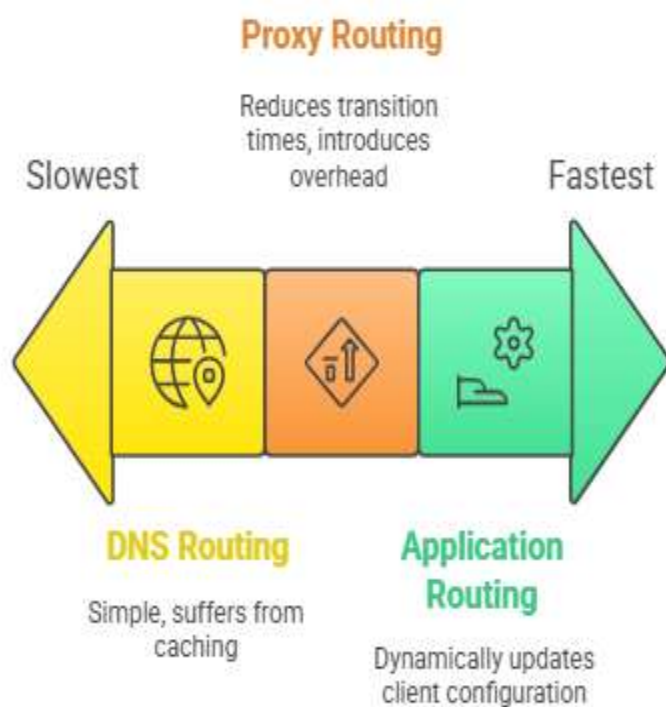 Proxy Routing
Reduces transition
times, introduces
overhead
Slowest
Fastest
DNS Routing
Simple, suffers from
caching
Application
Routing
Dynamically updates
client configuration